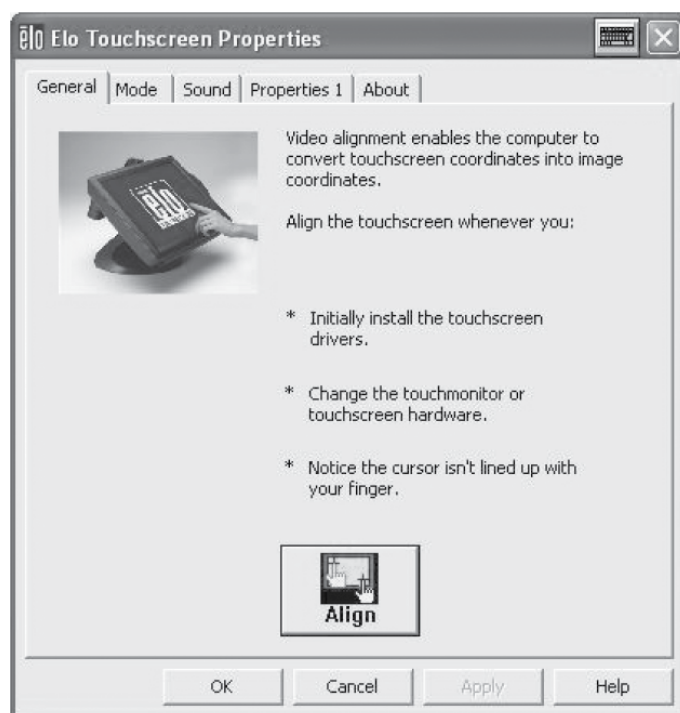 ēlo Elo Touchscreen Properties
General Mode Sound Properties 1 About
ēlo
Video alignment enables the computer to
convert touchscreen coordinates into image
coordinates.
Align the touchscreen whenever you:
* Initially install the touchscreen
drivers.
* Change the touchmonitor or
touchscreen hardware.
* Notice the cursor isn't lined up with
your finger.
Align
OK Cancel Apply Help